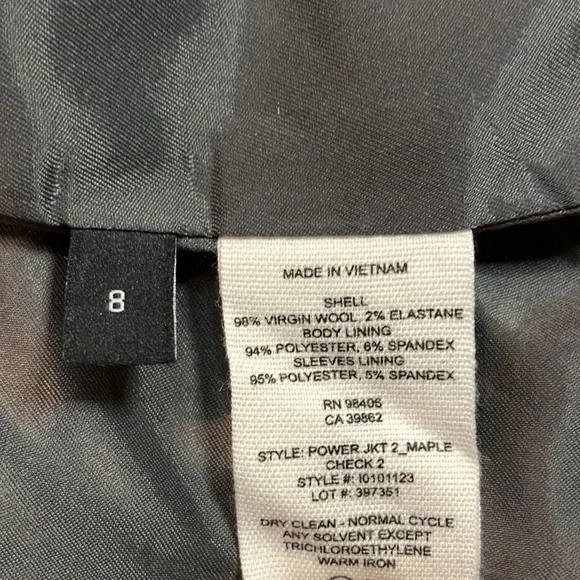 8
MADE IN VIETNAM
SHELL
98% VIRGIN WOOL, 2% ELASTANE
BODY LINING
94% POLYESTER, 6% SPANDEX
SLEEVES LINING
95% POLYESTER, 5% SPANDEX
RN 98406
CA 39862
STYLE: POWER JKT 2_MAPLE
CHECK 2
STYLE #: I0101123
LOT #: 397351
DRY CLEAN - NORMAL CYCLE
ANY SOLVENT EXCEPT
TRICHLOROETHYLENE
WARM IRON